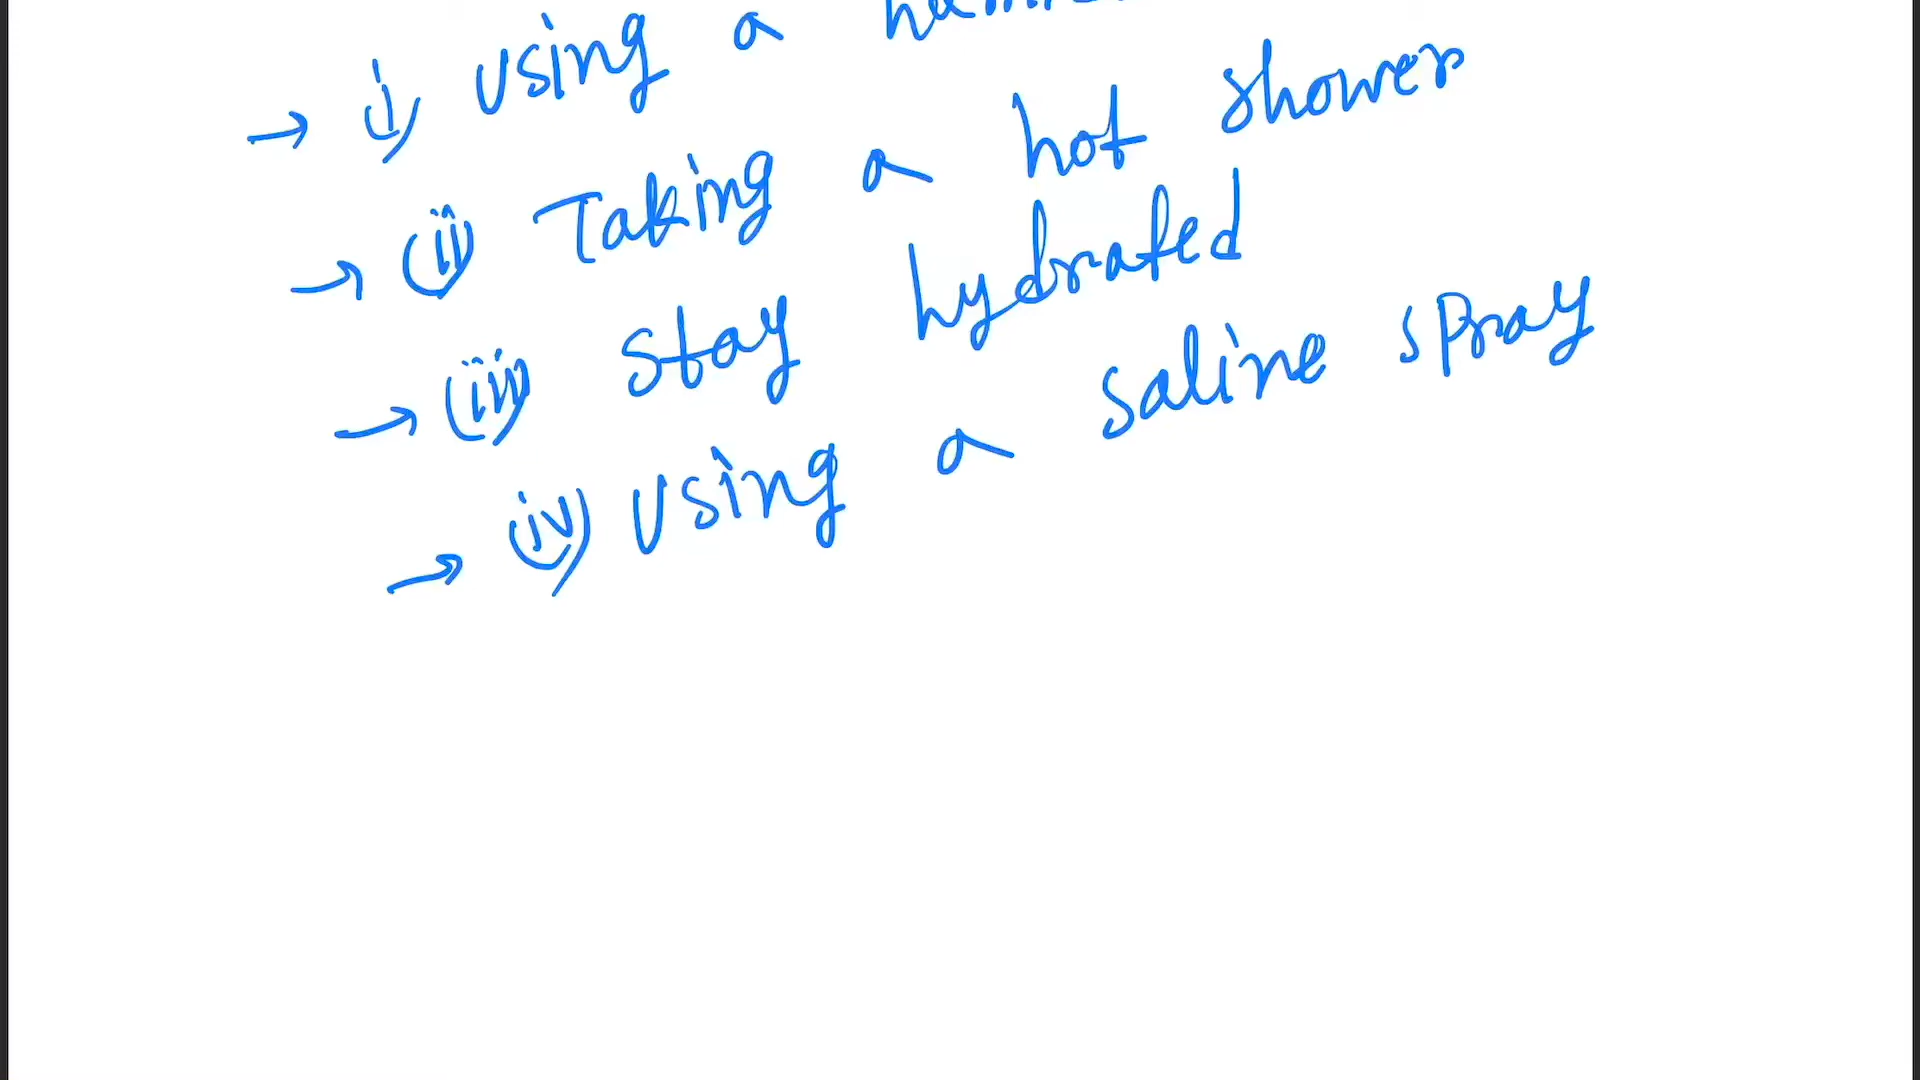 → (i) Using a
→ (ii) Taking a hot shower
→ (iii) stay hydrated
→ (iv) Using a saline spray